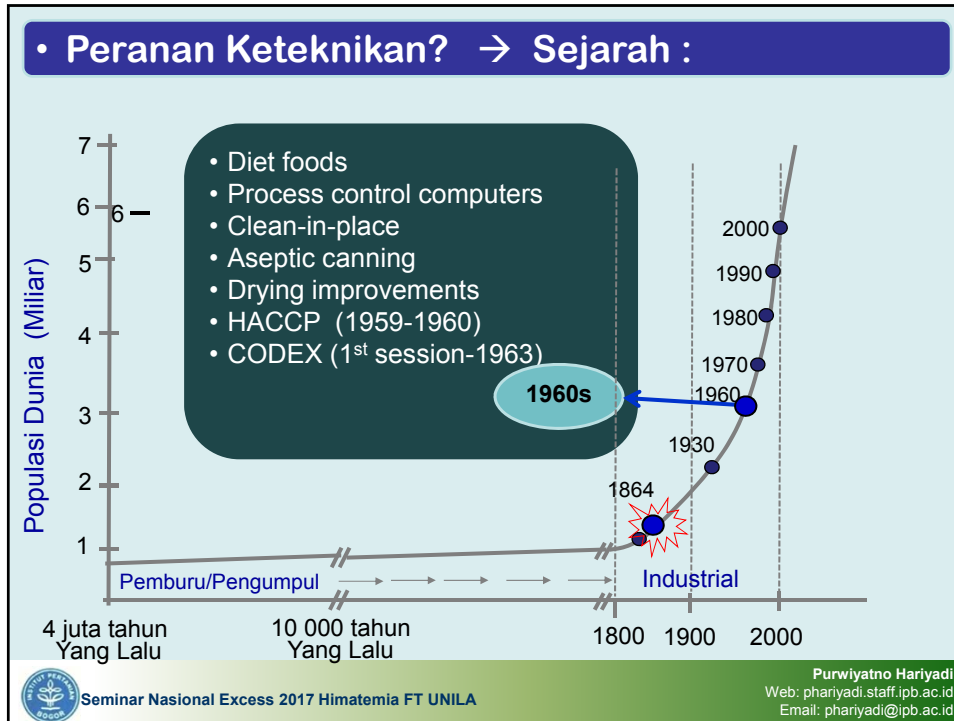 • Peranan Keteknikan? → Sejarah :
7
6
6
5
4
3
2
1
Populasi Dunia (Miliar)
• Diet foods
• Process control computers
• Clean-in-place
• Aseptic canning
• Drying improvements
• HACCP (1959-1960)
• CODEX (1st session-1963)
1960s
2000
1990
1980
1970
1960
1930
1864
Pemburu/Pengumpul
Industrial
4 juta tahun
Yang Lalu
10 000 tahun
Yang Lalu
1800
1900
2000
INSTITUT PERTANIAN
BOGOR
Seminar Nasional Excess 2017 Himatemia FT UNILA
Purwiyatno Hariyadi
Web: phariyadi.staff.ipb.ac.id
Email: phariyadi@ipb.ac.id